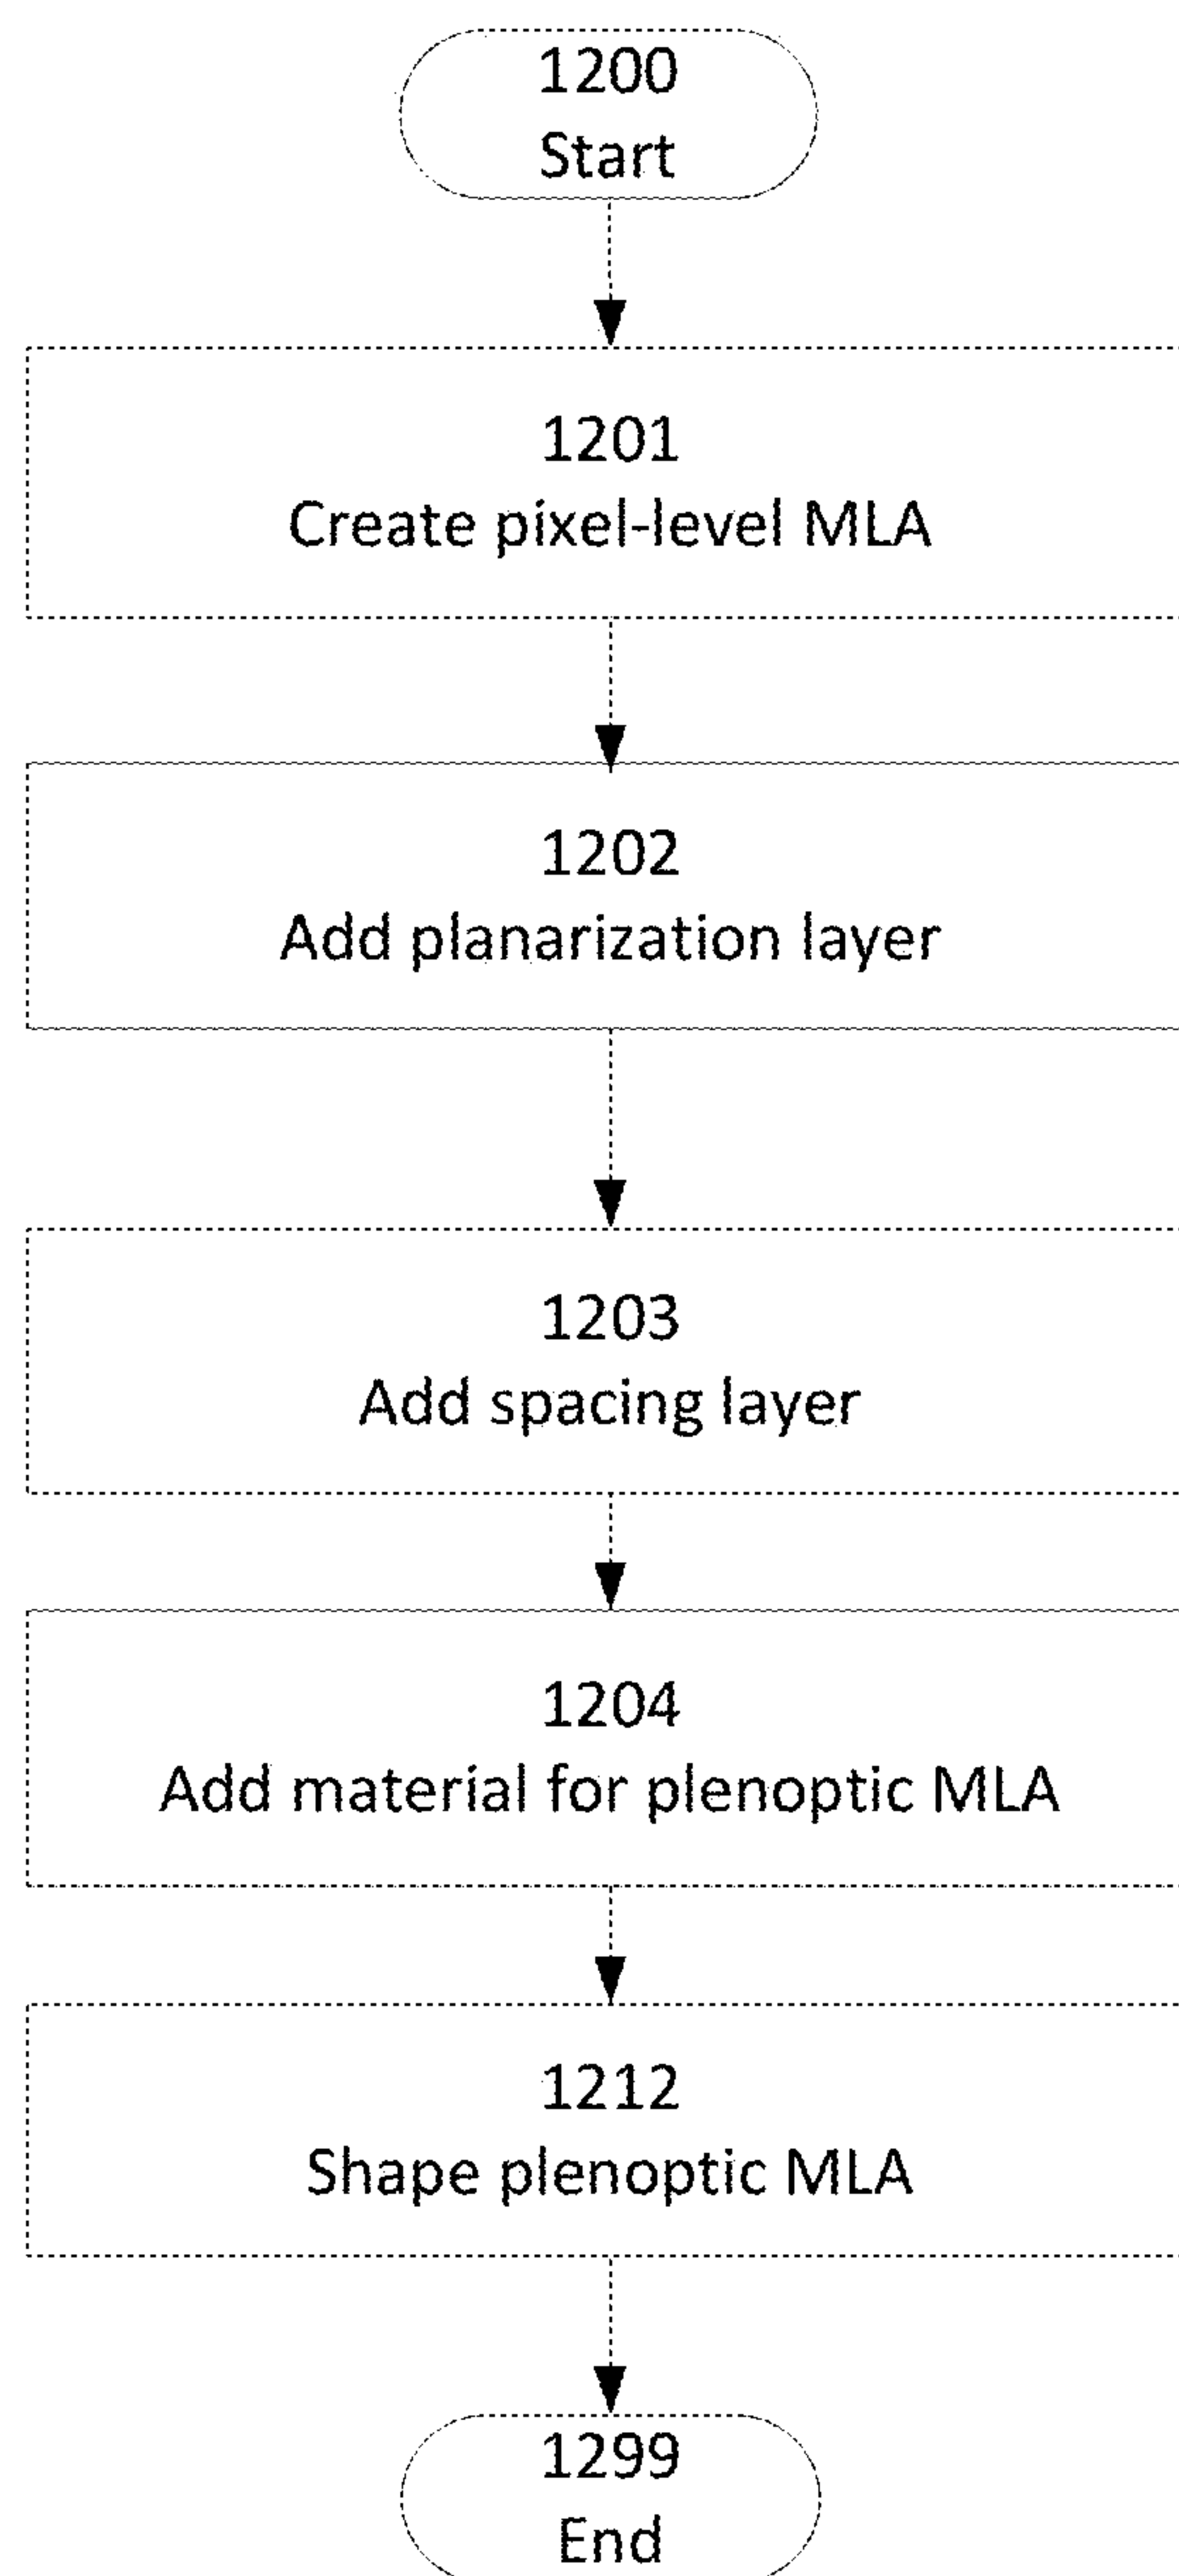 1200
Start
1201
Create pixel-level MLA
1202
Add planarization layer
1203
Add spacing layer
1204
Add material for plenoptic MLA
1212
Shape plenoptic MLA
1299
End